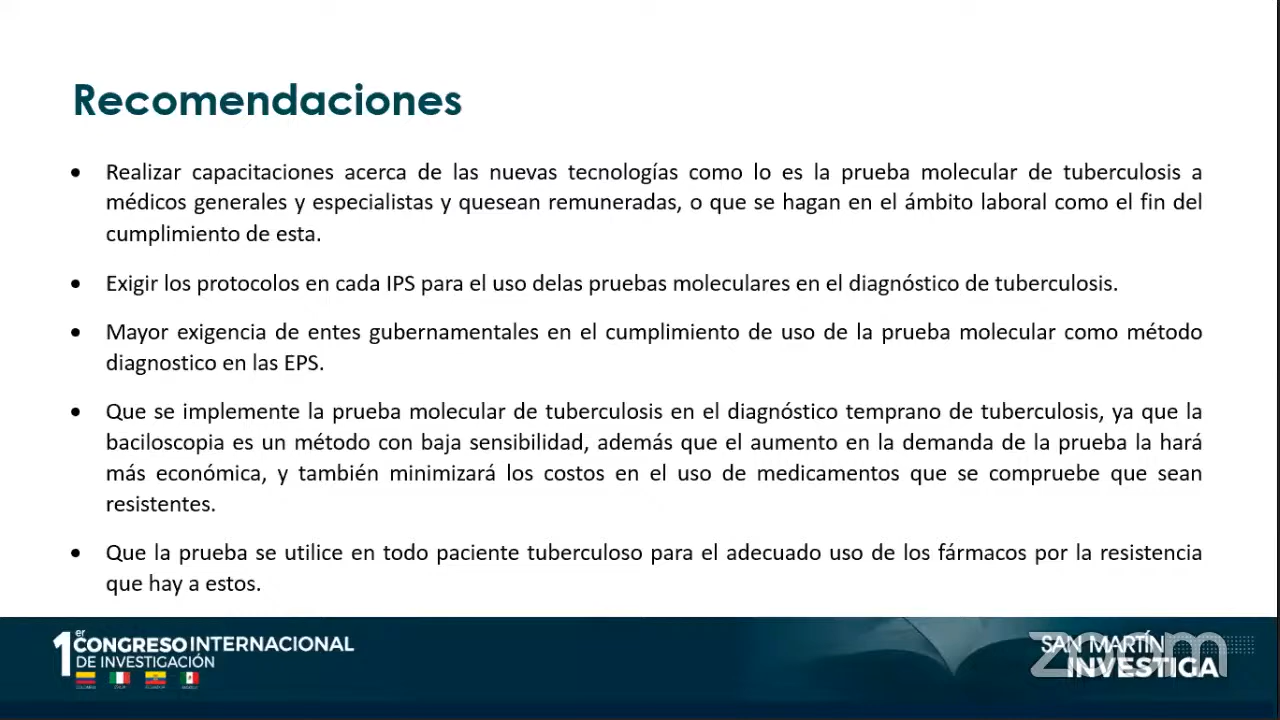 Recomendaciones
• Realizar capacitaciones acerca de las nuevas tecnologías como lo es la prueba molecular de tuberculosis a
médicos generales y especialistas y quesean remuneradas, o que se hagan en el ámbito laboral como el fin del
cumplimiento de esta.
• Exigir los protocolos en cada IPS para el uso delas pruebas moleculares en el diagnóstico de tuberculosis.
• Mayor exigencia de entes gubernamentales en el cumplimiento de uso de la prueba molecular como método
diagnostico en las EPS.
• Que se implemente la prueba molecular de tuberculosis en el diagnóstico temprano de tuberculosis, ya que la
baciloscopia es un método con baja sensibilidad, además que el aumento en la demanda de la prueba la hará
más económica, y también minimizará los costos en el uso de medicamentos que se compruebe que sean
resistentes.
• Que la prueba se utilice en todo paciente tuberculoso para el adecuado uso de los fármacos por la resistencia
que hay a estos.
1er CONGRESO INTERNACIONAL
DE INVESTIGACIÓN
COLOMBIA ITALIA ECUADOR MÉXICO
SAN MARTÍN
INVESTIGA
zoom